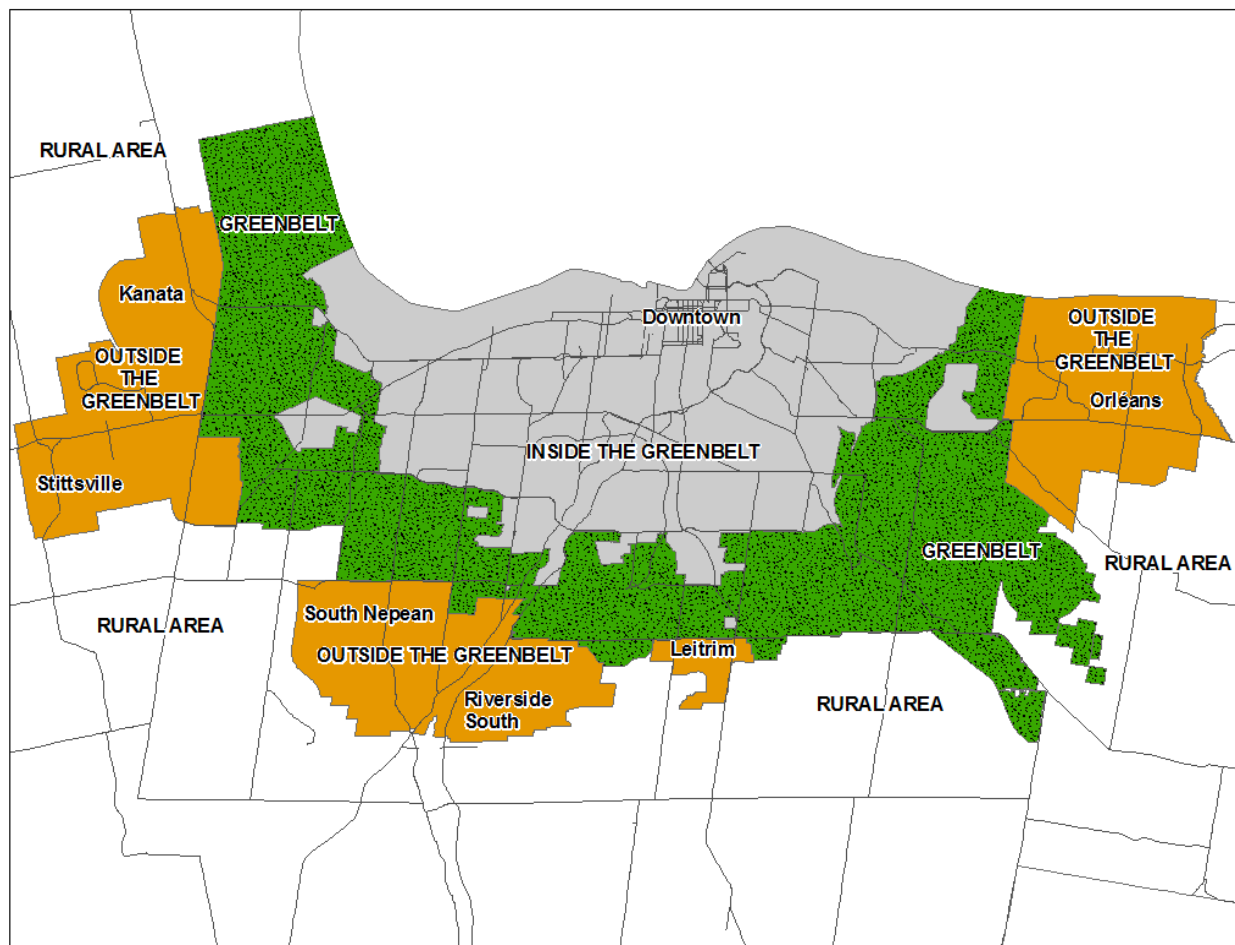 RURAL AREA
GREENBELT
Kanata
Downtown
OUTSIDE
THE
GREENBELT
Orléans
OUTSIDE
THE
GREENBELT
INSIDE THE GREENBELT
Stittsville
GREENBELT
RURAL AREA
South Nepean
RURAL AREA
OUTSIDE THE GREENBELT
Leitrim
Riverside
South
RURAL AREA